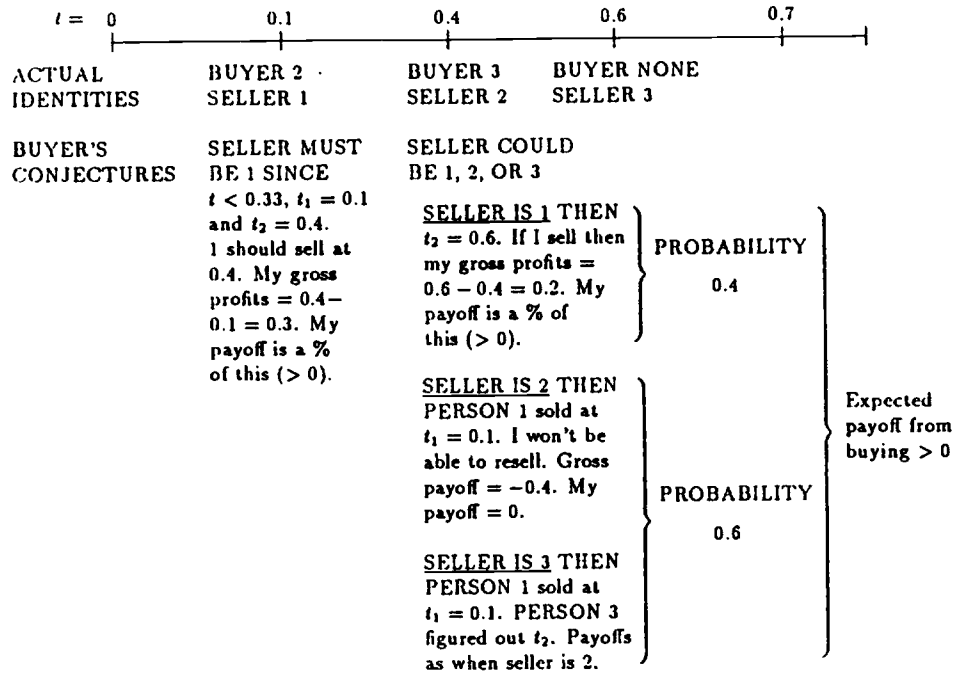 t = 0 0.1 0.4 0.6 0.7
ACTUAL BUYER 2 BUYER 3 BUYER NONE
IDENTITIES SELLER 1 SELLER 2 SELLER 3
BUYER'S SELLER MUST SELLER COULD
CONJECTURES BE 1 SINCE BE 1, 2, OR 3
t < 0.33, t₁ = 0.1
and t₂ = 0.4.
1 should sell at
0.4. My gross
profits = 0.4−
0.1 = 0.3. My
payoff is a %
of this (> 0).
SELLER IS 1 THEN
t₂ = 0.6. If I sell then
my gross profits =
0.6 − 0.4 = 0.2. My
payoff is a % of
this (> 0).
PROBABILITY
0.4
SELLER IS 2 THEN
PERSON 1 sold at
t₁ = 0.1. I won't be
able to resell. Gross
payoff = −0.4. My
payoff = 0.
SELLER IS 3 THEN
PERSON 1 sold at
t₁ = 0.1. PERSON 3
figured out t₂. Payoffs
as when seller is 2.
PROBABILITY
0.6
Expected
payoff from
buying > 0